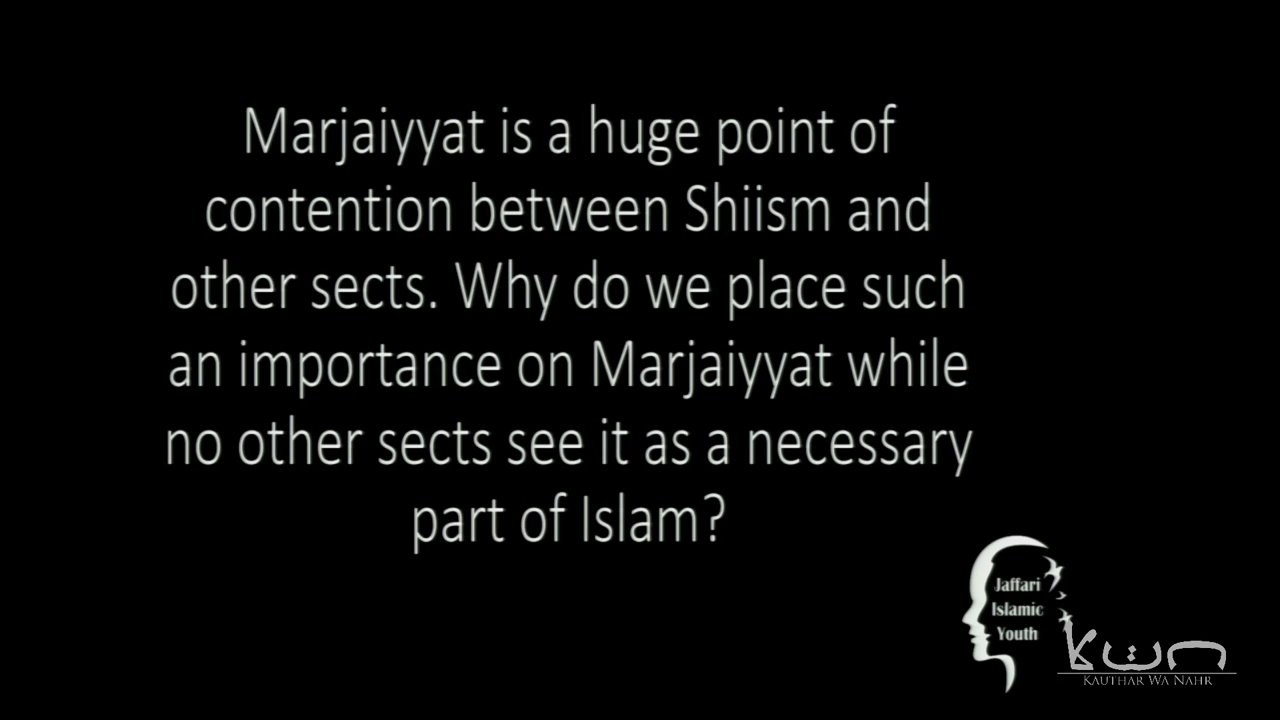 Marjaiyyat is a huge point of
contention between Shiism and
other sects. Why do we place such
an importance on Marjaiyyat while
no other sects see it as a necessary
part of Islam?
Jaffari
Islamic
Youth
KAUTHAR WA NAHR